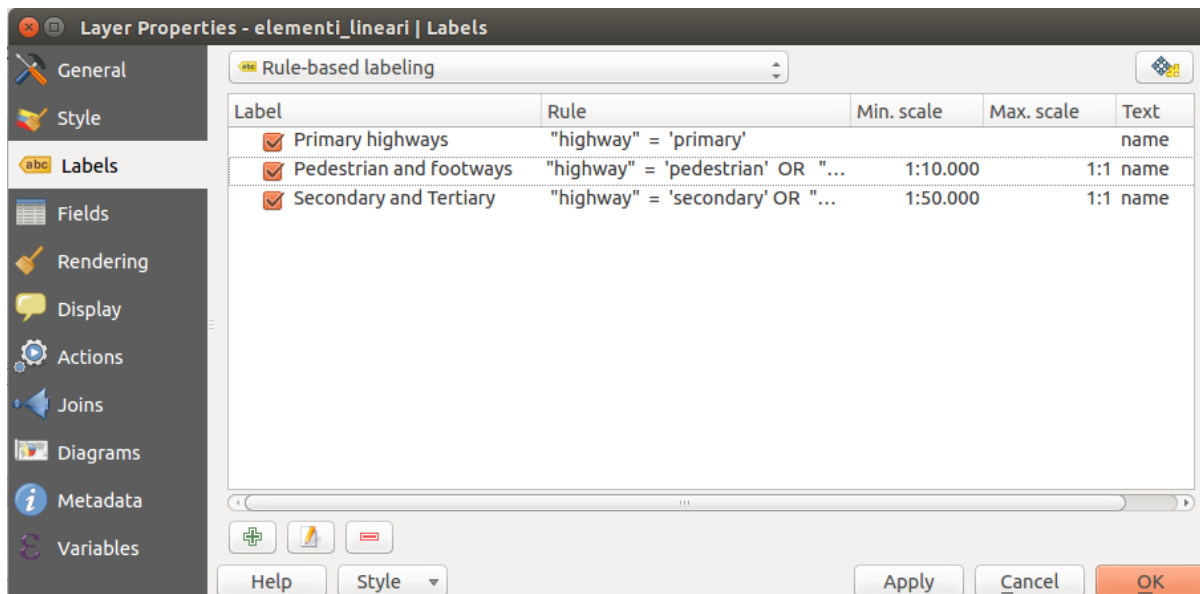 Layer Properties - elementi_lineari | Labels
General
Style
abc Labels
Fields
Rendering
Display
Actions
Joins
Diagrams
Metadata
Variables
abc Rule-based labeling
Label Rule Min. scale Max. scale Text
Primary highways "highway" = 'primary' name
Pedestrian and footways "highway" = 'pedestrian' OR "... 1:10.000 1:1 name
Secondary and Tertiary "highway" = 'secondary' OR "... 1:50.000 1:1 name
Help Style Apply Cancel OK